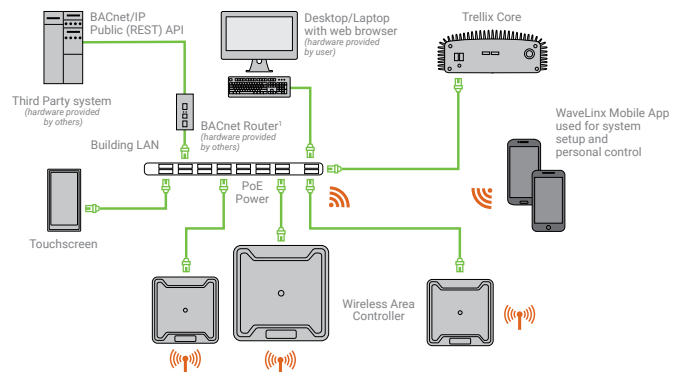 BACnet/IP
Public (REST) API
Desktop/Laptop
with web browser
(hardware provided
by user)
Trellix Core
Third Party system
(hardware provided
by others)
BACnet Router¹
(hardware provided
by others)
Building LAN
WaveLinx Mobile App
used for system
setup and
personal control
PoE
Power
Touchscreen
Wireless Area
Controller